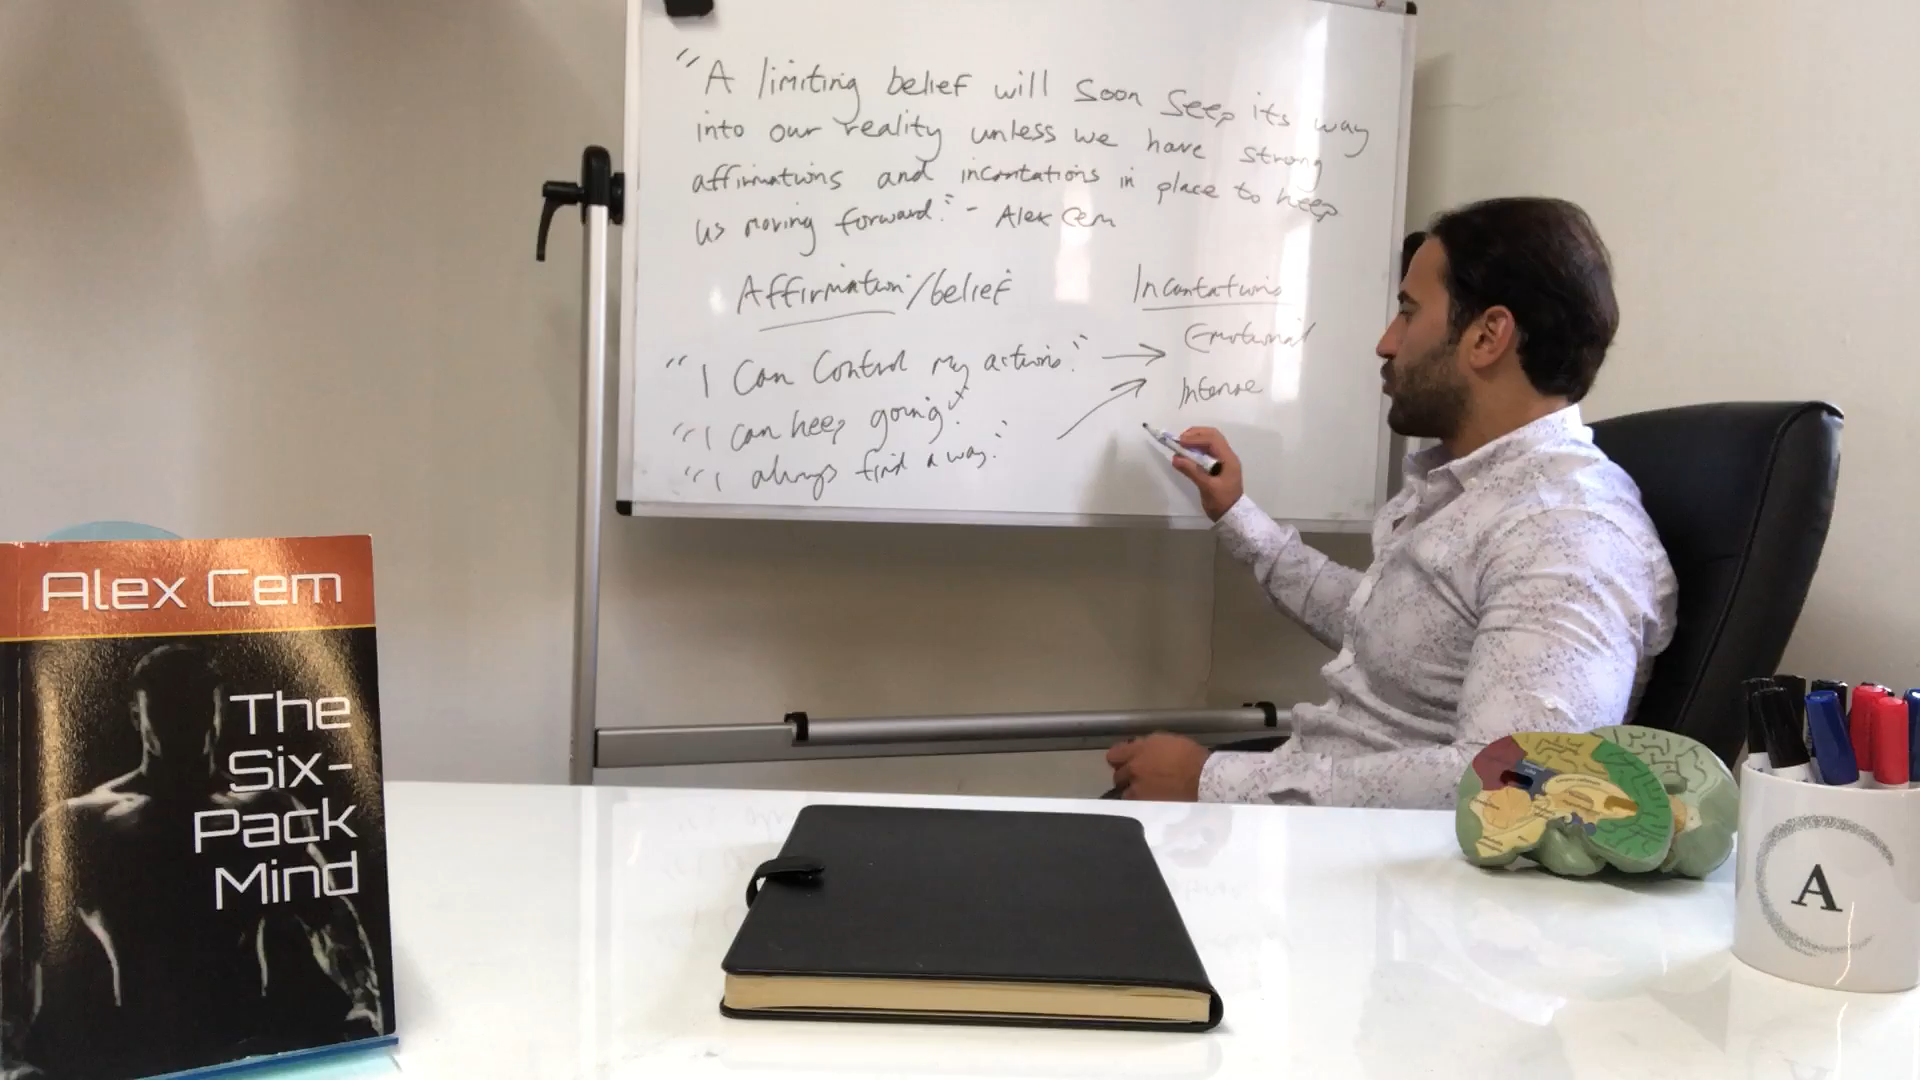 "A limiting belief will soon seep its way
into our reality unless we have strong
affirmations and incantations in place to keep
us moving forward." - Alex Cem
Affirmation/belief
Incantations
"I can control my actions."
Emotional
Intense
"I can keep going"
"I always find a way."
Alex Cem
The
Six-
Pack
Mind
A